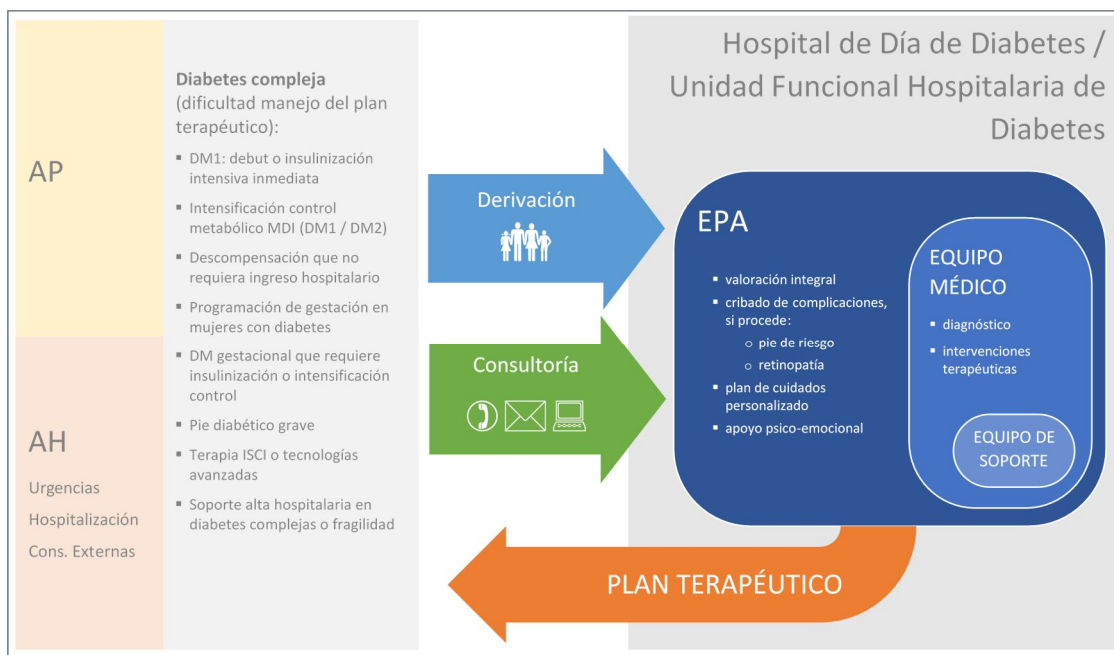 AP
AH
Urgencias
Hospitalización
Cons. Externas
Diabetes compleja
(dificultad manejo del plan
terapéutico):
▪ DM1: debut o insulinización
intensiva inmediata
▪ Intensificación control
metabólico MDI (DM1 / DM2)
▪ Descompensación que no
requiera ingreso hospitalario
▪ Programación de gestación en
mujeres con diabetes
▪ DM gestacional que requiere
insulinización o intensificación
control
▪ Pie diabético grave
▪ Terapia ISCI o tecnologías
avanzadas
▪ Soporte alta hospitalaria en
diabetes complejas o fragilidad
Derivación
Consultoría
Hospital de Día de Diabetes /
Unidad Funcional Hospitalaria de
Diabetes
EPA
▪ valoración integral
▪ cribado de complicaciones,
si procede:
o pie de riesgo
o retinopatía
▪ plan de cuidados
personalizado
▪ apoyo psico-emocional
EQUIPO
MÉDICO
▪ diagnóstico
▪ intervenciones
terapéuticas
EQUIPO DE
SOPORTE
PLAN TERAPÉUTICO